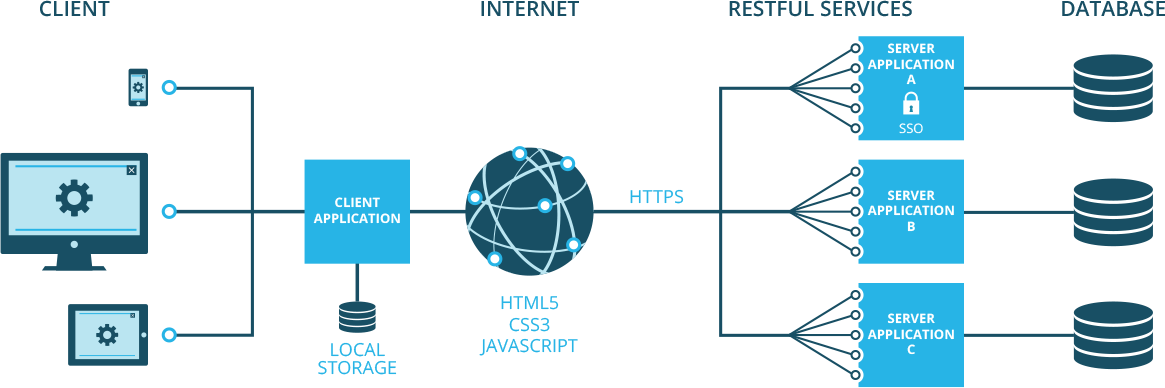 CLIENT
INTERNET
RESTFUL SERVICES
DATABASE
CLIENT
APPLICATION
LOCAL
STORAGE
HTML5
CSS3
JAVASCRIPT
HTTPS
SERVER
APPLICATION
A
SSO
SERVER
APPLICATION
B
SERVER
APPLICATION
C